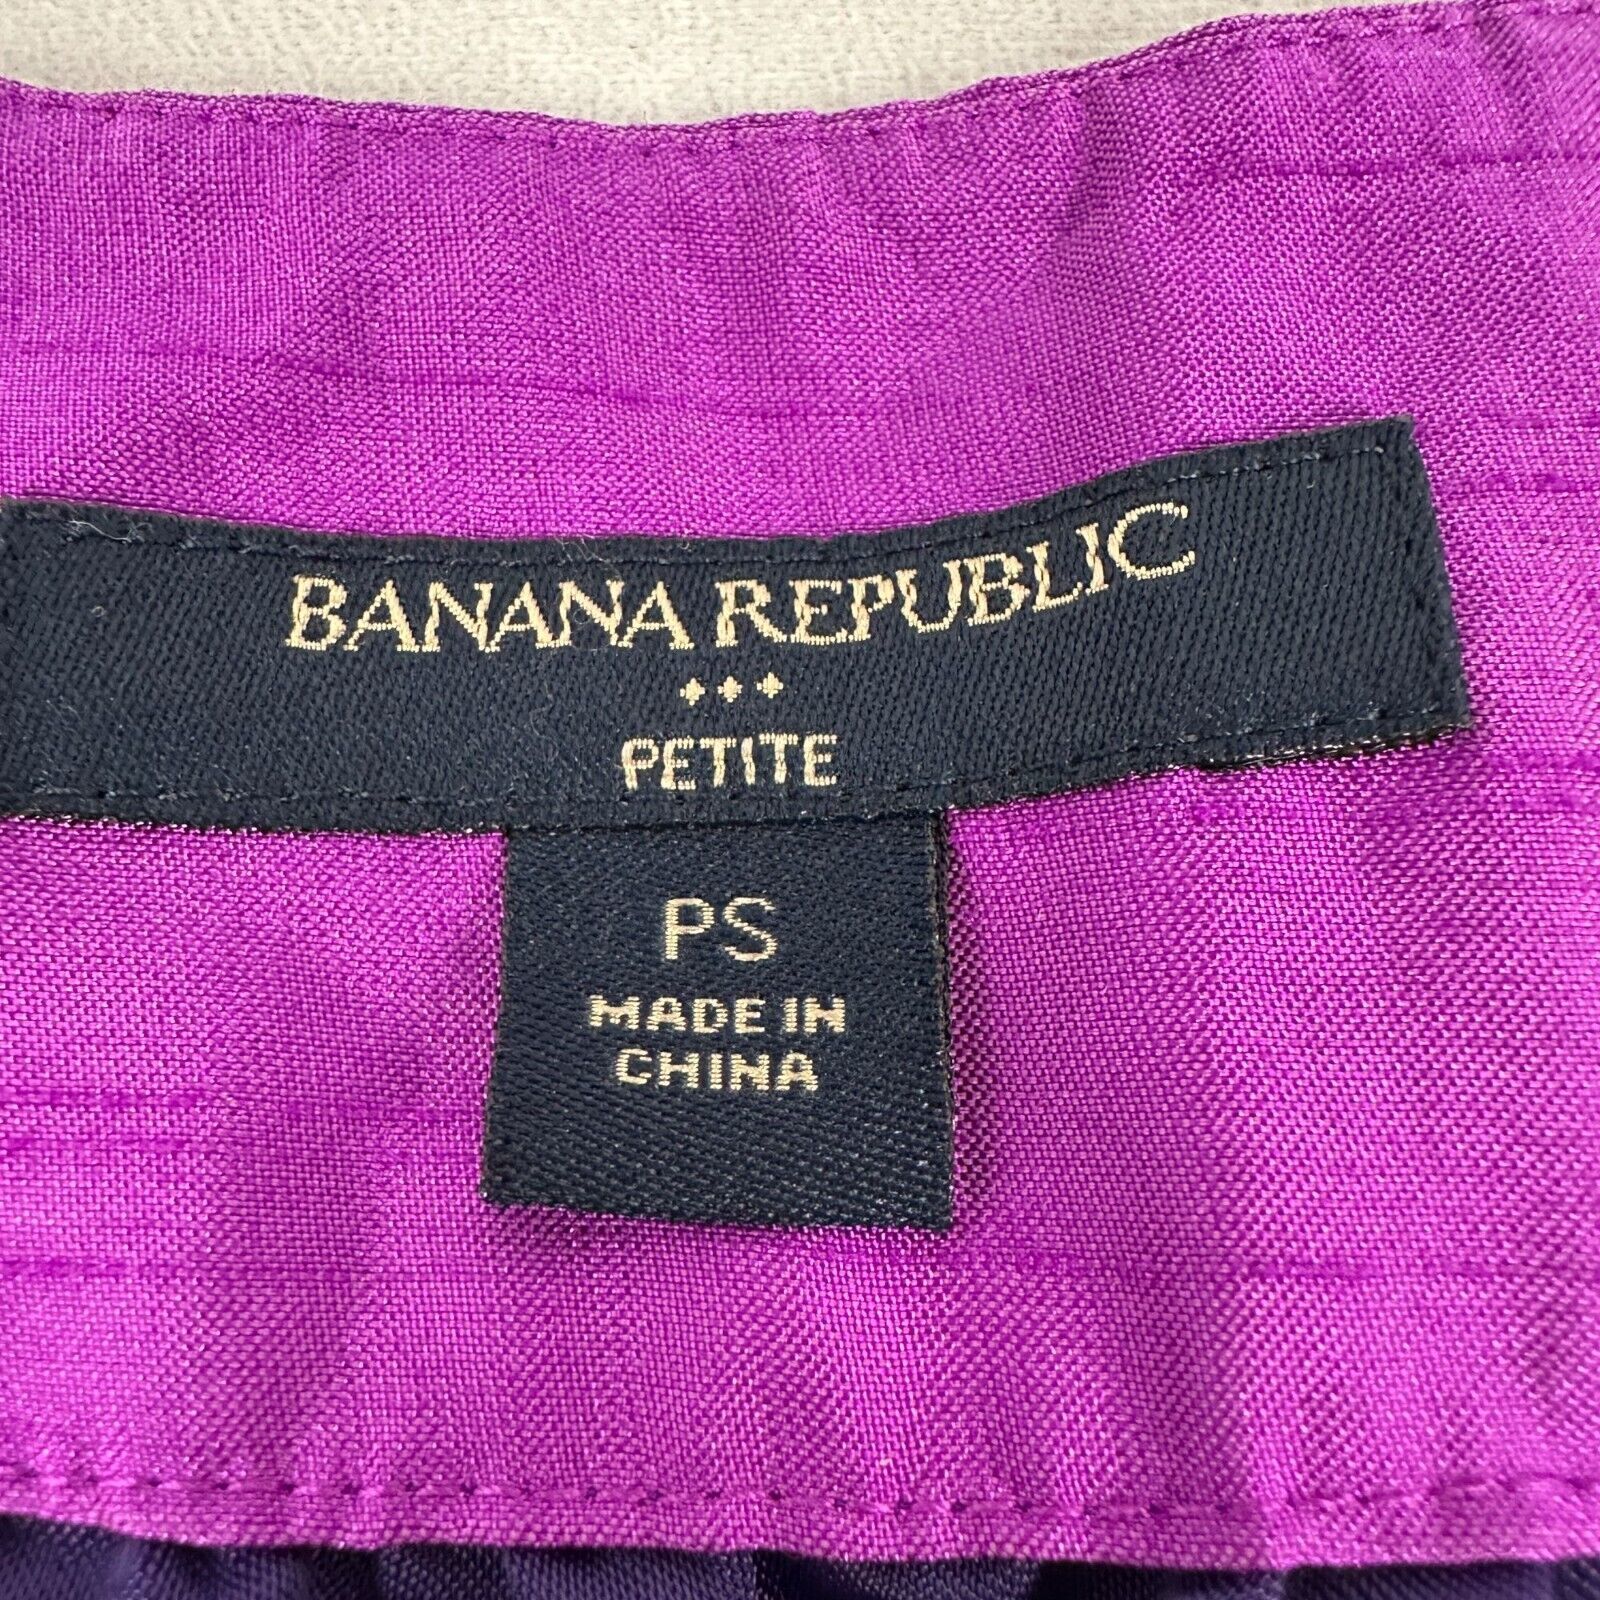 BANANA REPUBLIC
PETITE
PS
MADE IN
CHINA